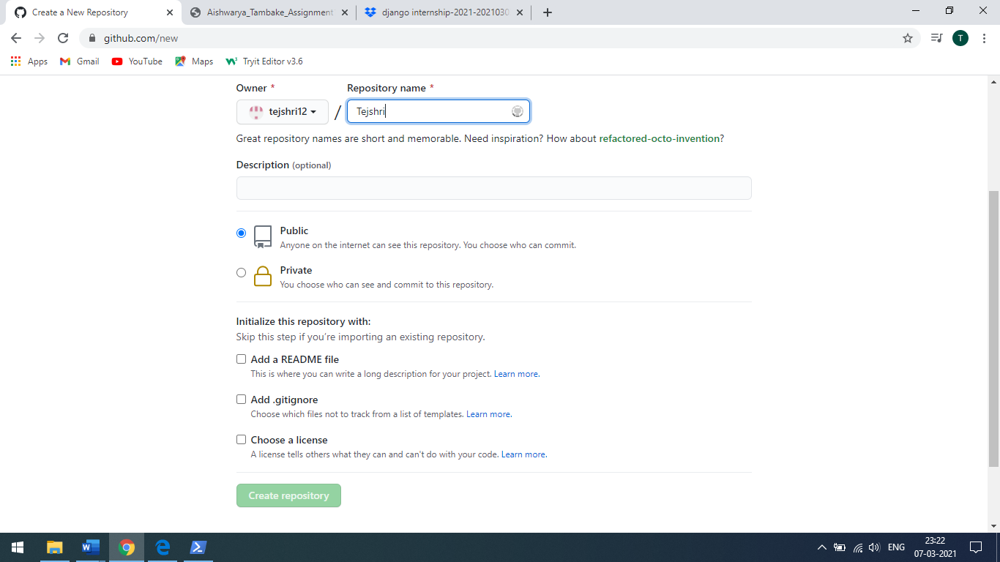 Create a New Repository
Aishwarya_Tambake_Assignment
django internship-2021-2021030
github.com/new
T
Apps Gmail YouTube Maps Tryit Editor v3.6
Owner * Repository name *
tejshri12 / Tejshri
Great repository names are short and memorable. Need inspiration? How about refactored-octo-invention?
Description (optional)
Public
Anyone on the internet can see this repository. You choose who can commit.
Private
You choose who can see and commit to this repository.
Initialize this repository with:
Skip this step if you're importing an existing repository.
Add a README file
This is where you can write a long description for your project. Learn more.
Add .gitignore
Choose which files not to track from a list of templates. Learn more.
Choose a license
A license tells others what they can and can't do with your code. Learn more.
Create repository
ENG
23:22
07-03-2021